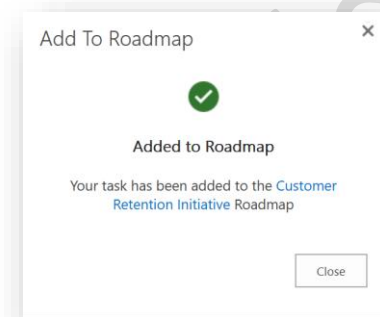 Add To Roadmap
Added to Roadmap
Your task has been added to the Customer
Retention Initiative Roadmap
Close